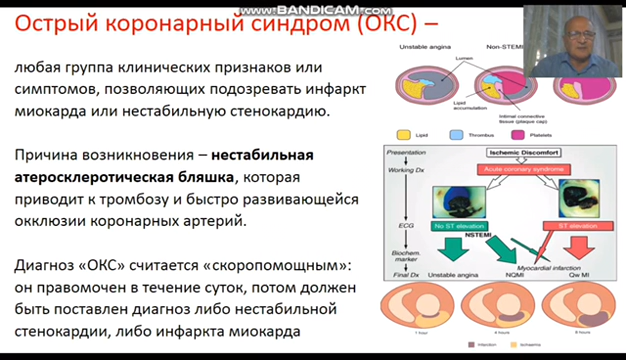 www.BANDICAM.com
Острый коронарный синдром (ОКС) –
любая группа клинических признаков или
симптомов, позволяющих подозревать инфаркт
миокарда или нестабильную стенокардию.
Причина возникновения – нестабильная
атеросклеротическая бляшка, которая
приводит к тромбозу и быстро развивающейся
окклюзии коронарных артерий.
Диагноз «ОКС» считается «скоропомощным»:
он правомочен в течение суток, потом должен
быть поставлен диагноз либо нестабильной
стенокардии, либо инфаркта миокарда
Unstable angina
Non-STEMI
Lumen
Lipid
accumulation
Intimal connective
tissue (plaque cap)
Lipid
Thrombus
Platelets
Presentation
Ischemic Discomfort
Working Dx
Acute coronary syndrome
ECG
No ST elevation
ST elevation
NSTEMI
Biochem.
marker
Myocardial infarction
Final Dx
Unstable angina
NQMI
Qw MI
1 hour
4 hours
6 hours
Infarction
Ischaemia